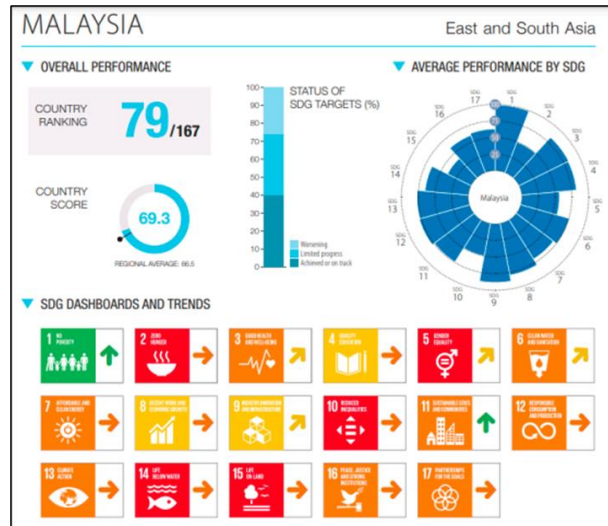 MALAYSIA
East and South Asia
▼ OVERALL PERFORMANCE
COUNTRY
RANKING
79/167
COUNTRY
SCORE
69.3
REGIONAL AVERAGE: 66.5
STATUS OF
SDG TARGETS (%)
100
90
80
70
60
50
40
30
20
10
0
Worsening
Limited progress
Achieved or on track
▼ AVERAGE PERFORMANCE BY SDG
SDG
1
SDG
2
SDG
3
SDG
4
SDG
5
SDG
6
SDG
7
SDG
8
SDG
9
SDG
10
SDG
11
SDG
12
SDG
13
SDG
14
SDG
15
SDG
16
SDG
17
Malaysia
▼ SDG DASHBOARDS AND TRENDS
1 NO
POVERTY
2 ZERO
HUNGER
3 GOOD HEALTH
AND WELL-BEING
4 QUALITY
EDUCATION
5 GENDER
EQUALITY
6 CLEAN WATER
AND SANITATION
7 AFFORDABLE AND
CLEAN ENERGY
8 DECENT WORK AND
ECONOMIC GROWTH
9 INDUSTRY, INNOVATION
AND INFRASTRUCTURE
10 REDUCED
INEQUALITIES
11 SUSTAINABLE CITIES
AND COMMUNITIES
12 RESPONSIBLE
CONSUMPTION
AND PRODUCTION
13 CLIMATE
ACTION
14 LIFE
BELOW WATER
15 LIFE
ON LAND
16 PEACE, JUSTICE
AND STRONG
INSTITUTIONS
17 PARTNERSHIPS
FOR THE GOALS